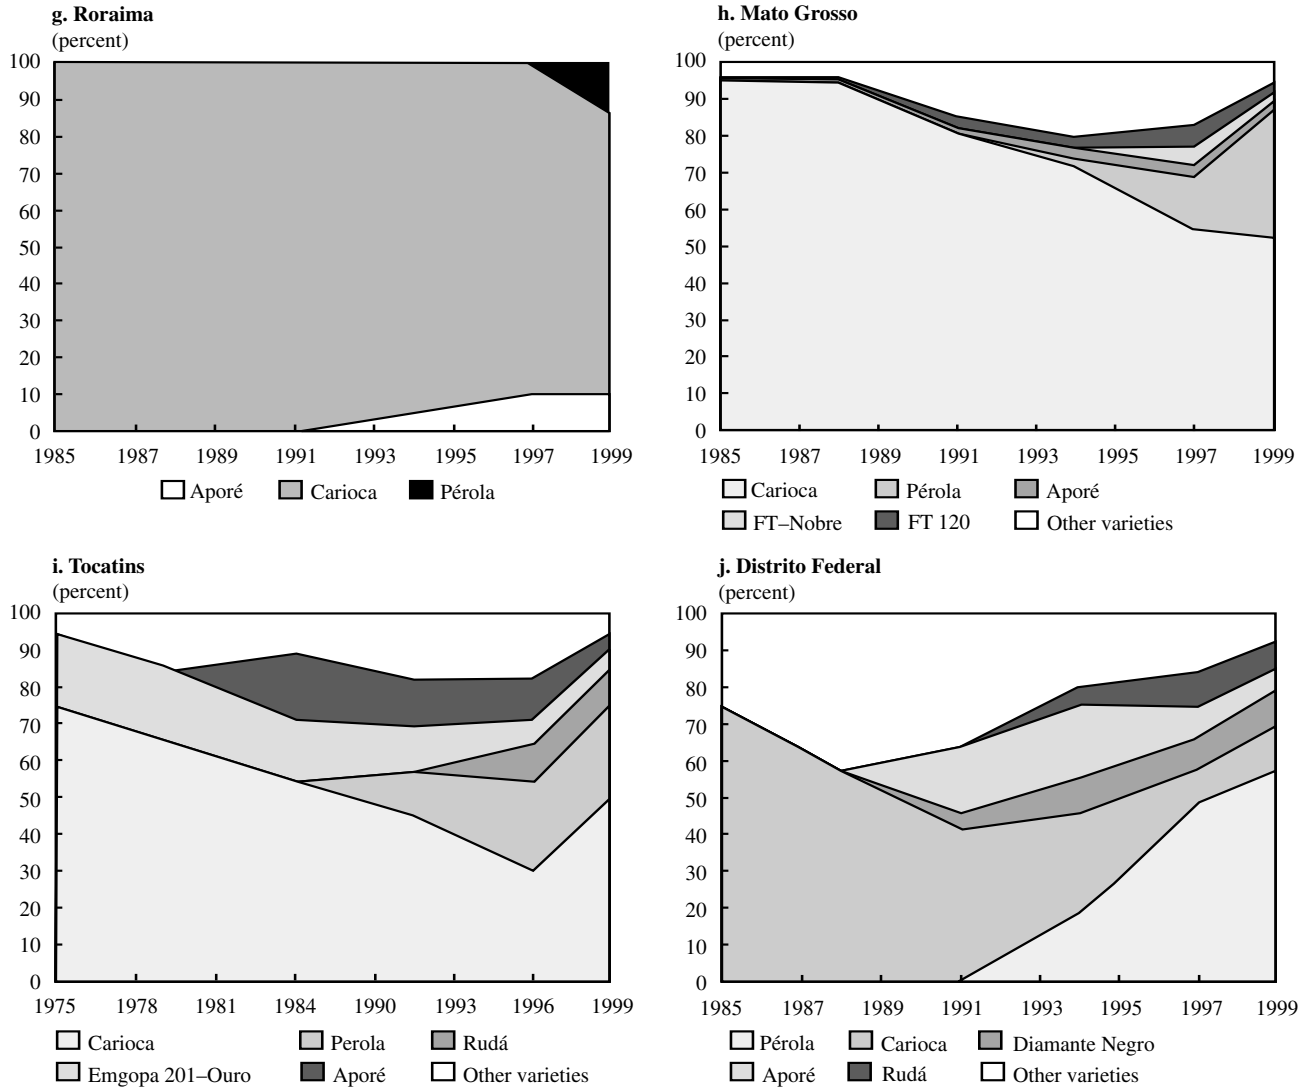 g. Roraima
(percent)
100
90
80
70
60
50
40
30
20
10
0
1985 1987 1989 1991 1993 1995 1997 1999
Aporé Carioca Pérola
h. Mato Grosso
(percent)
100
90
80
70
60
50
40
30
20
10
0
1985 1987 1989 1991 1993 1995 1997 1999
Carioca Pérola Aporé
FT–Nobre FT 120 Other varieties
i. Tocatins
(percent)
100
90
80
70
60
50
40
30
20
10
0
1975 1978 1981 1984 1990 1993 1996 1999
Carioca Perola Rudá
Emgopa 201–Ouro Aporé Other varieties
j. Distrito Federal
(percent)
100
90
80
70
60
50
40
30
20
10
0
1985 1987 1989 1991 1993 1995 1997 1999
Pérola Carioca Diamante Negro
Aporé Rudá Other varieties